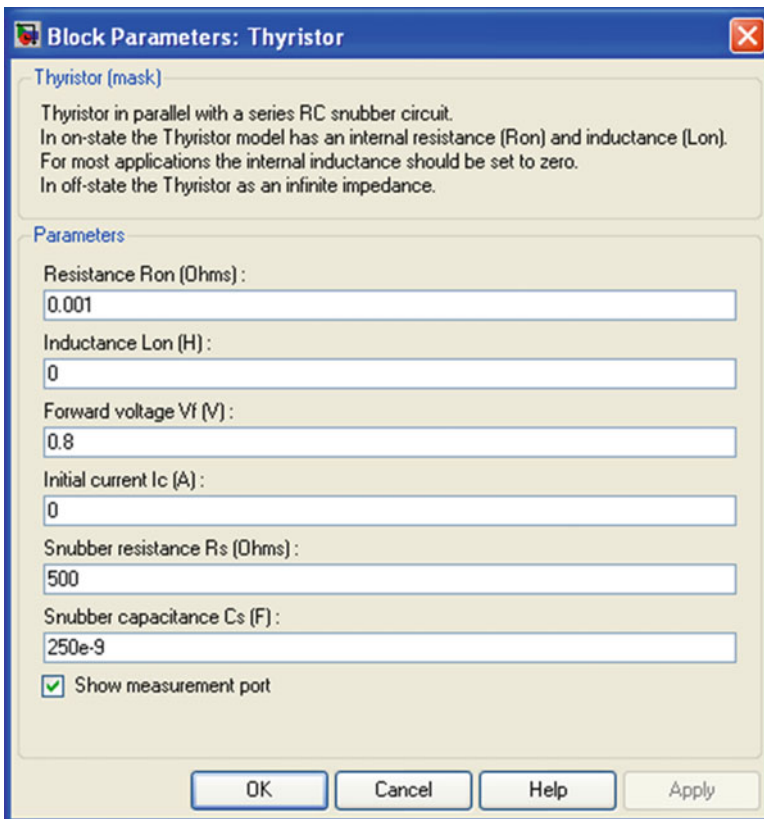 Block Parameters: Thyristor
Thyristor (mask)
Thyristor in parallel with a series RC snubber circuit.
In on-state the Thyristor model has an internal resistance (Ron) and inductance (Lon).
For most applications the internal inductance should be set to zero.
In off-state the Thyristor as an infinite impedance.
Parameters
Resistance Ron (Ohms) :
0.001
Inductance Lon (H) :
0
Forward voltage Vf (V) :
0.8
Initial current Ic (A) :
0
Snubber resistance Rs (Ohms) :
500
Snubber capacitance Cs (F) :
250e-9
Show measurement port
OK Cancel Help Apply